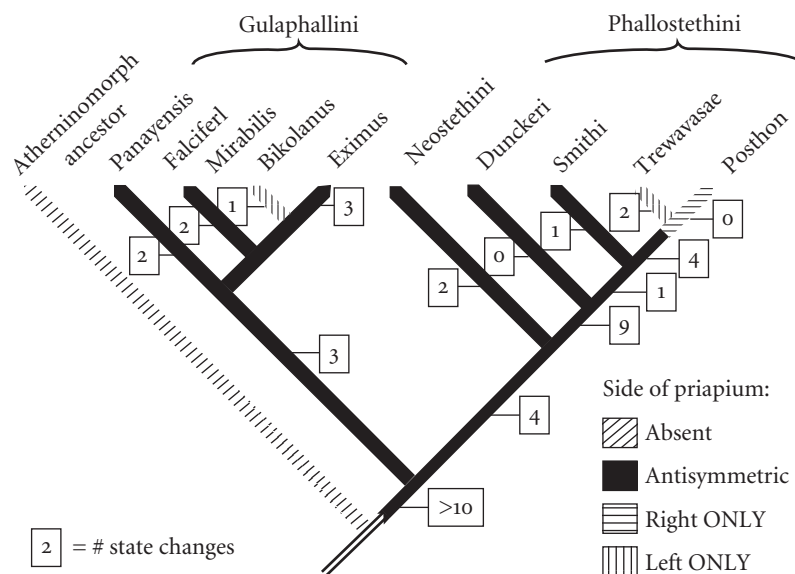 Gulaphallini
Phallostethini
Atherninomorph
ancestor
Panayensis
Falciferl
Mirabilis
Bikolanus
Eximus
Neostethini
Dunckeri
Smithi
Trewavasae
Posthon
1
3
2
2
2
0
1
2
0
4
1
9
3
4
>10
2 = # state changes
Side of priapium:
Absent
Antisymmetric
Right ONLY
Left ONLY